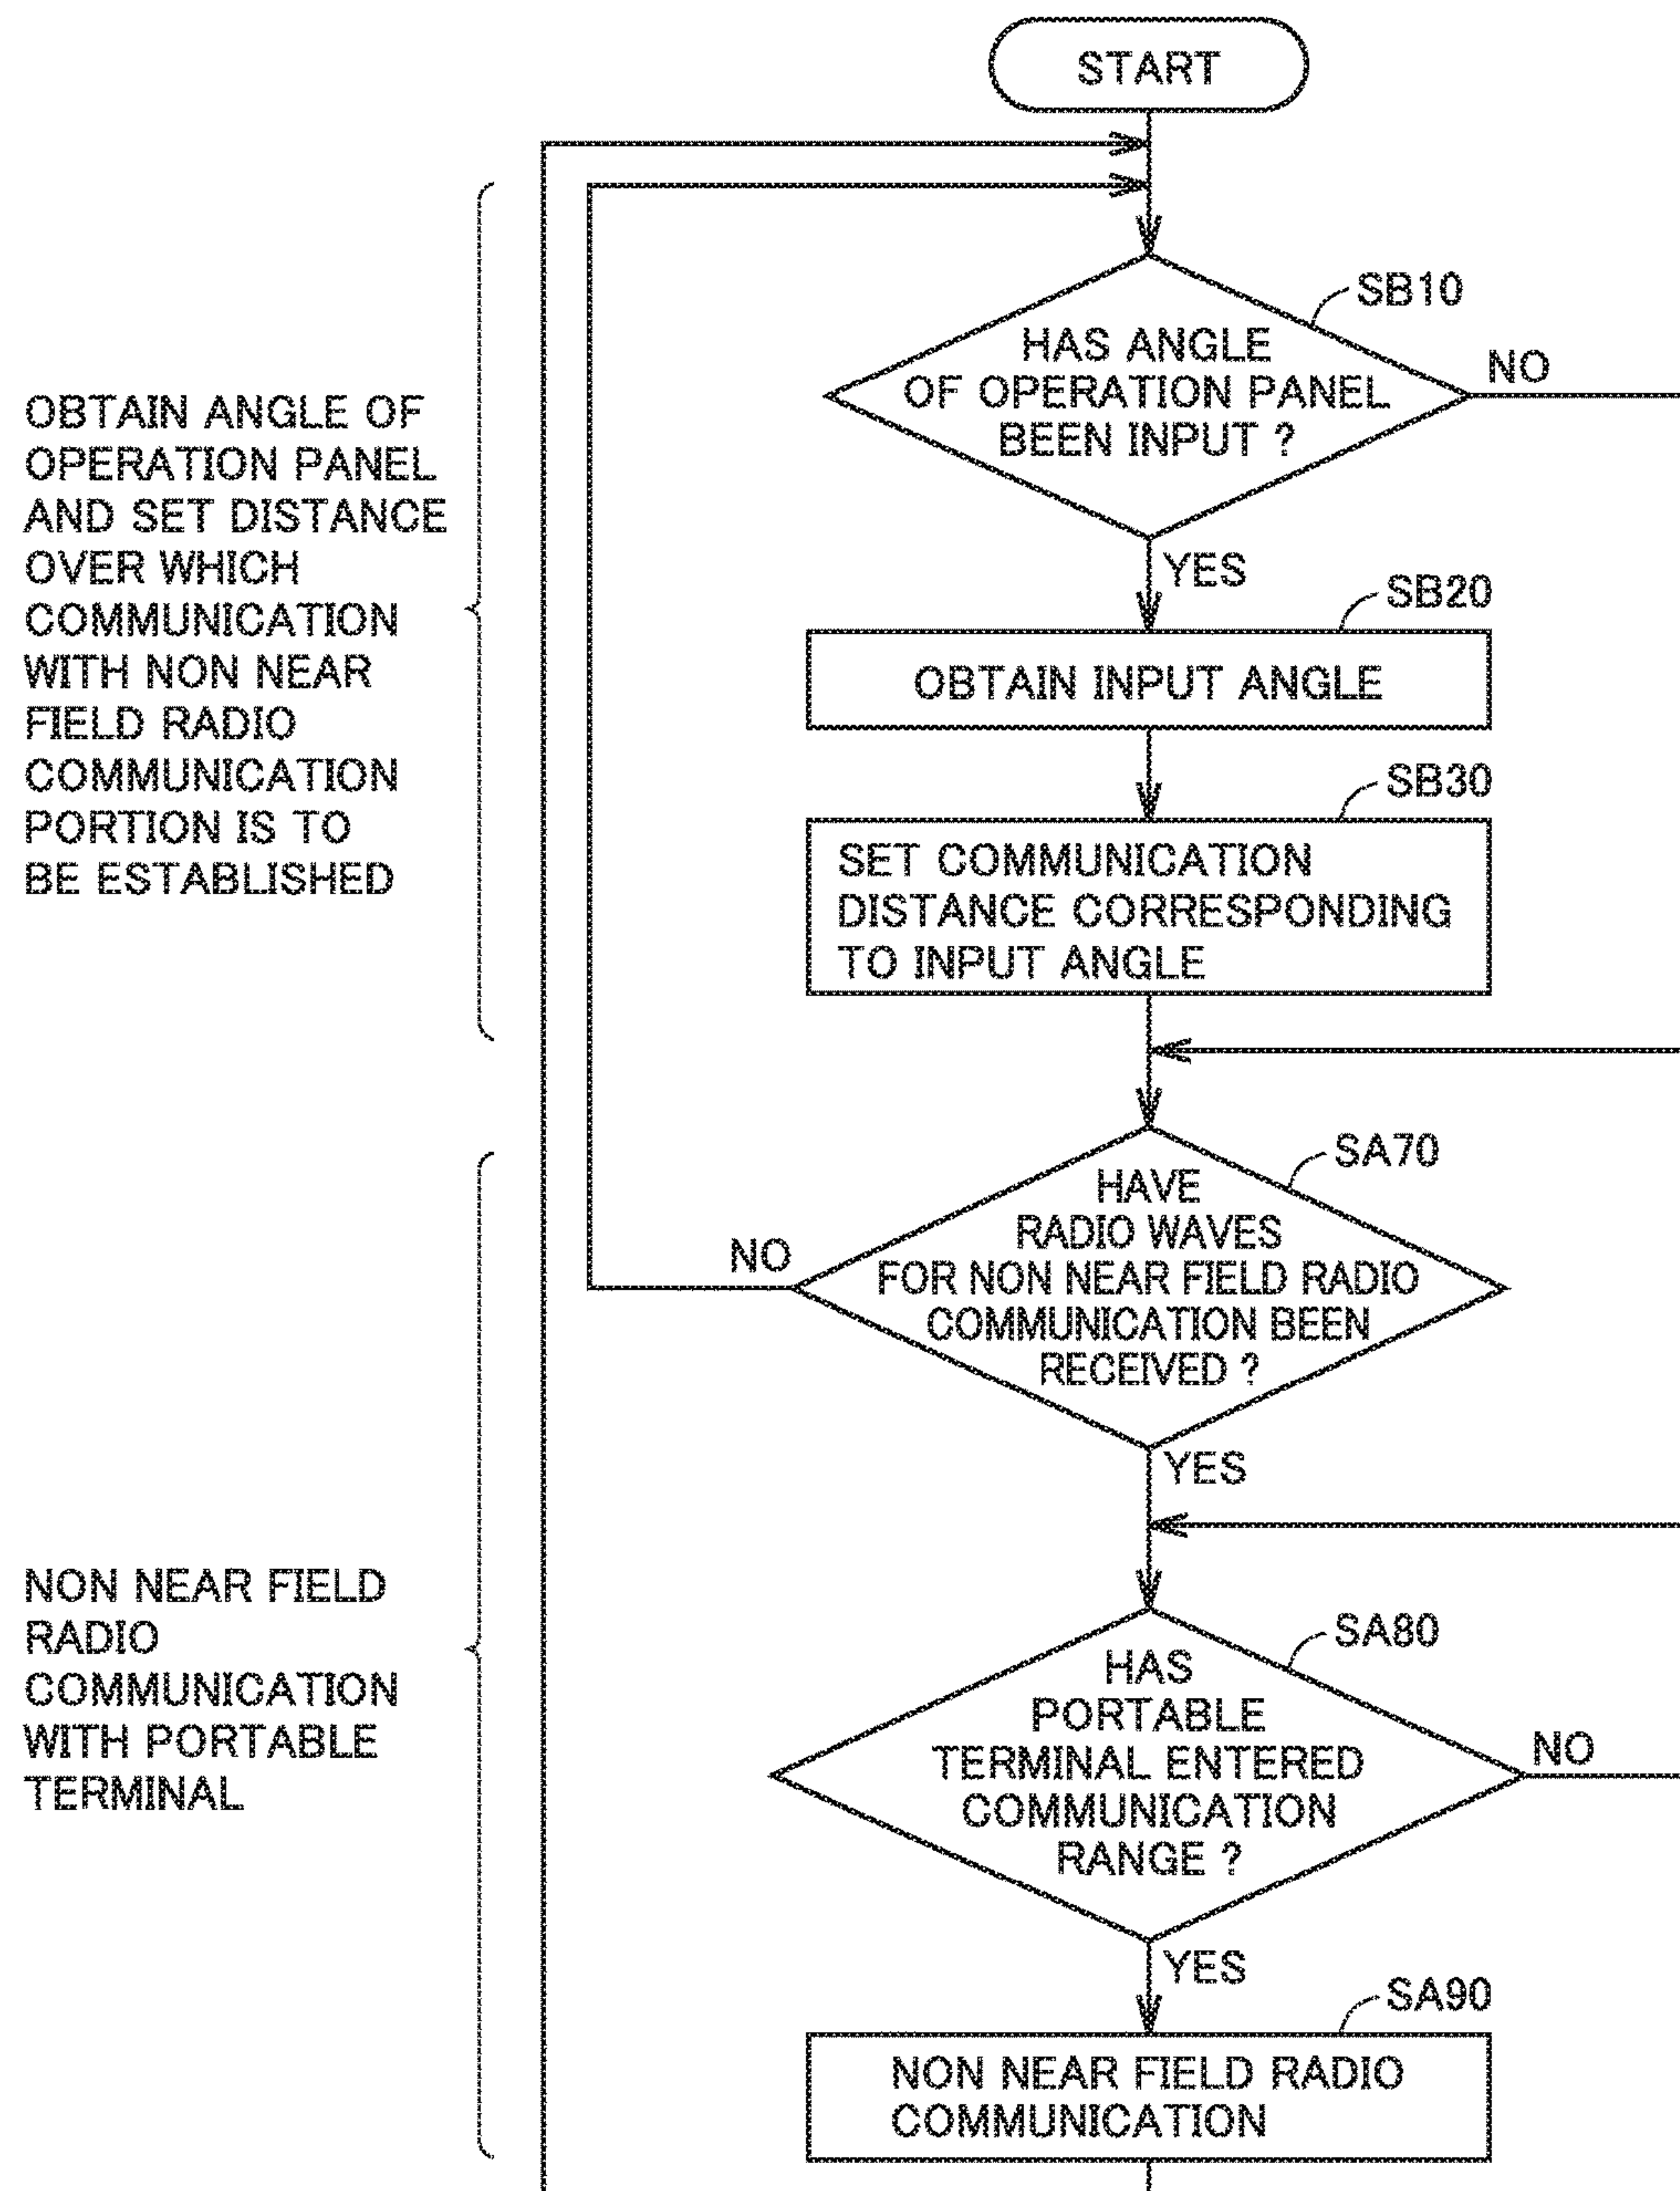 START
SB10
HAS ANGLE
OF OPERATION PANEL
BEEN INPUT ?
NO
YES
OBTAIN ANGLE OF
OPERATION PANEL
AND SET DISTANCE
OVER WHICH
COMMUNICATION
WITH NON NEAR
FIELD RADIO
COMMUNICATION
PORTION IS TO
BE ESTABLISHED
SB20
OBTAIN INPUT ANGLE
SB30
SET COMMUNICATION
DISTANCE CORRESPONDING
TO INPUT ANGLE
SA70
HAVE
RADIO WAVES
FOR NON NEAR FIELD RADIO
COMMUNICATION BEEN
RECEIVED ?
NO
YES
NON NEAR FIELD
RADIO
COMMUNICATION
WITH PORTABLE
TERMINAL
SA80
HAS
PORTABLE
TERMINAL ENTERED
COMMUNICATION
RANGE ?
NO
YES
SA90
NON NEAR FIELD RADIO
COMMUNICATION